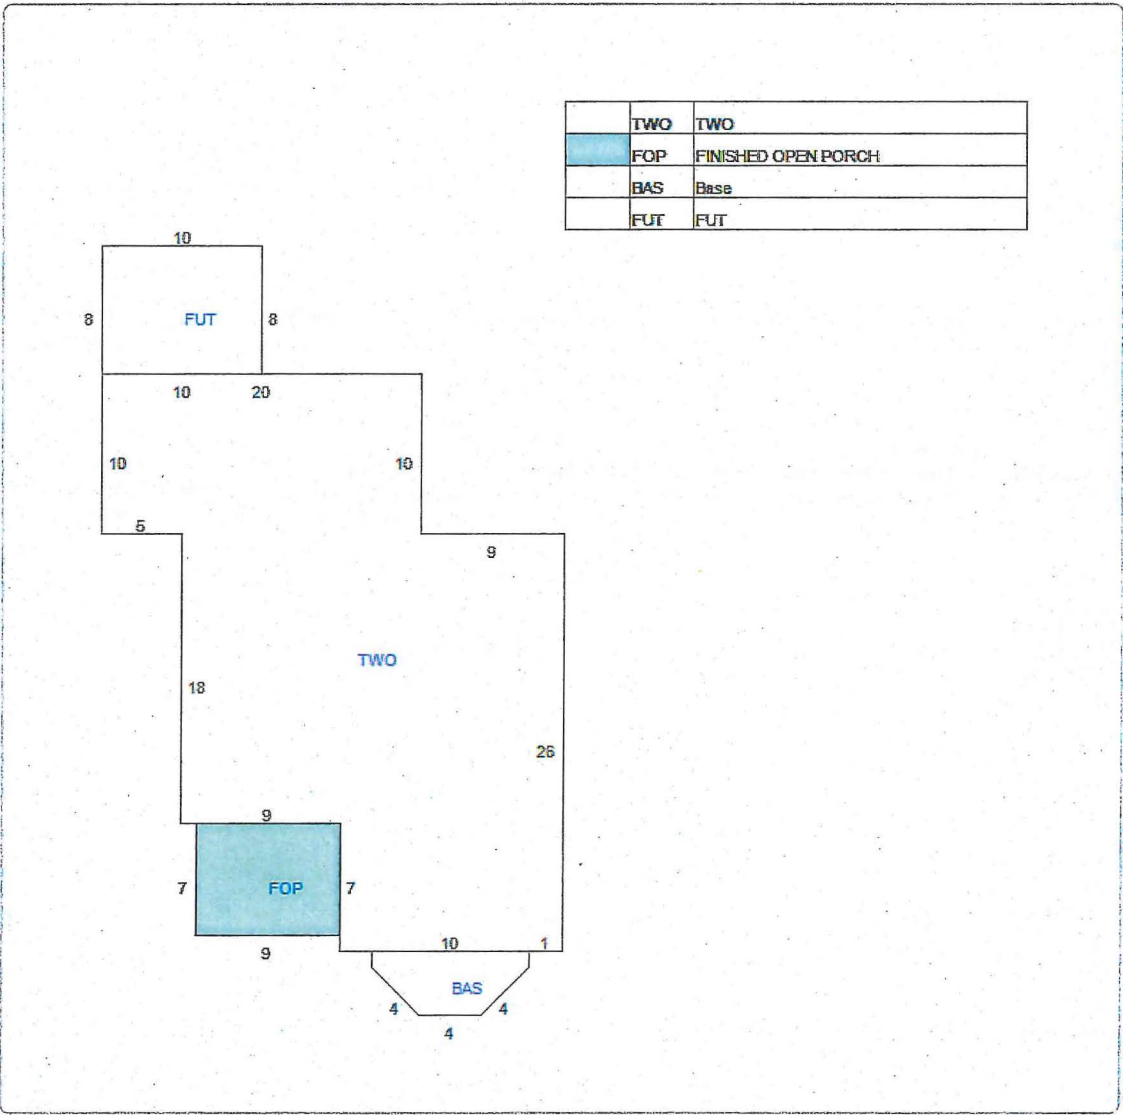 TWO TWO
FOP FINISHED OPEN PORCH
BAS Base
FUT FUT
10
8 FUT 8
10 20
10 10
5
9
TWO
18
26
9
7 FOP 7
9
10 1
BAS
4 4
4